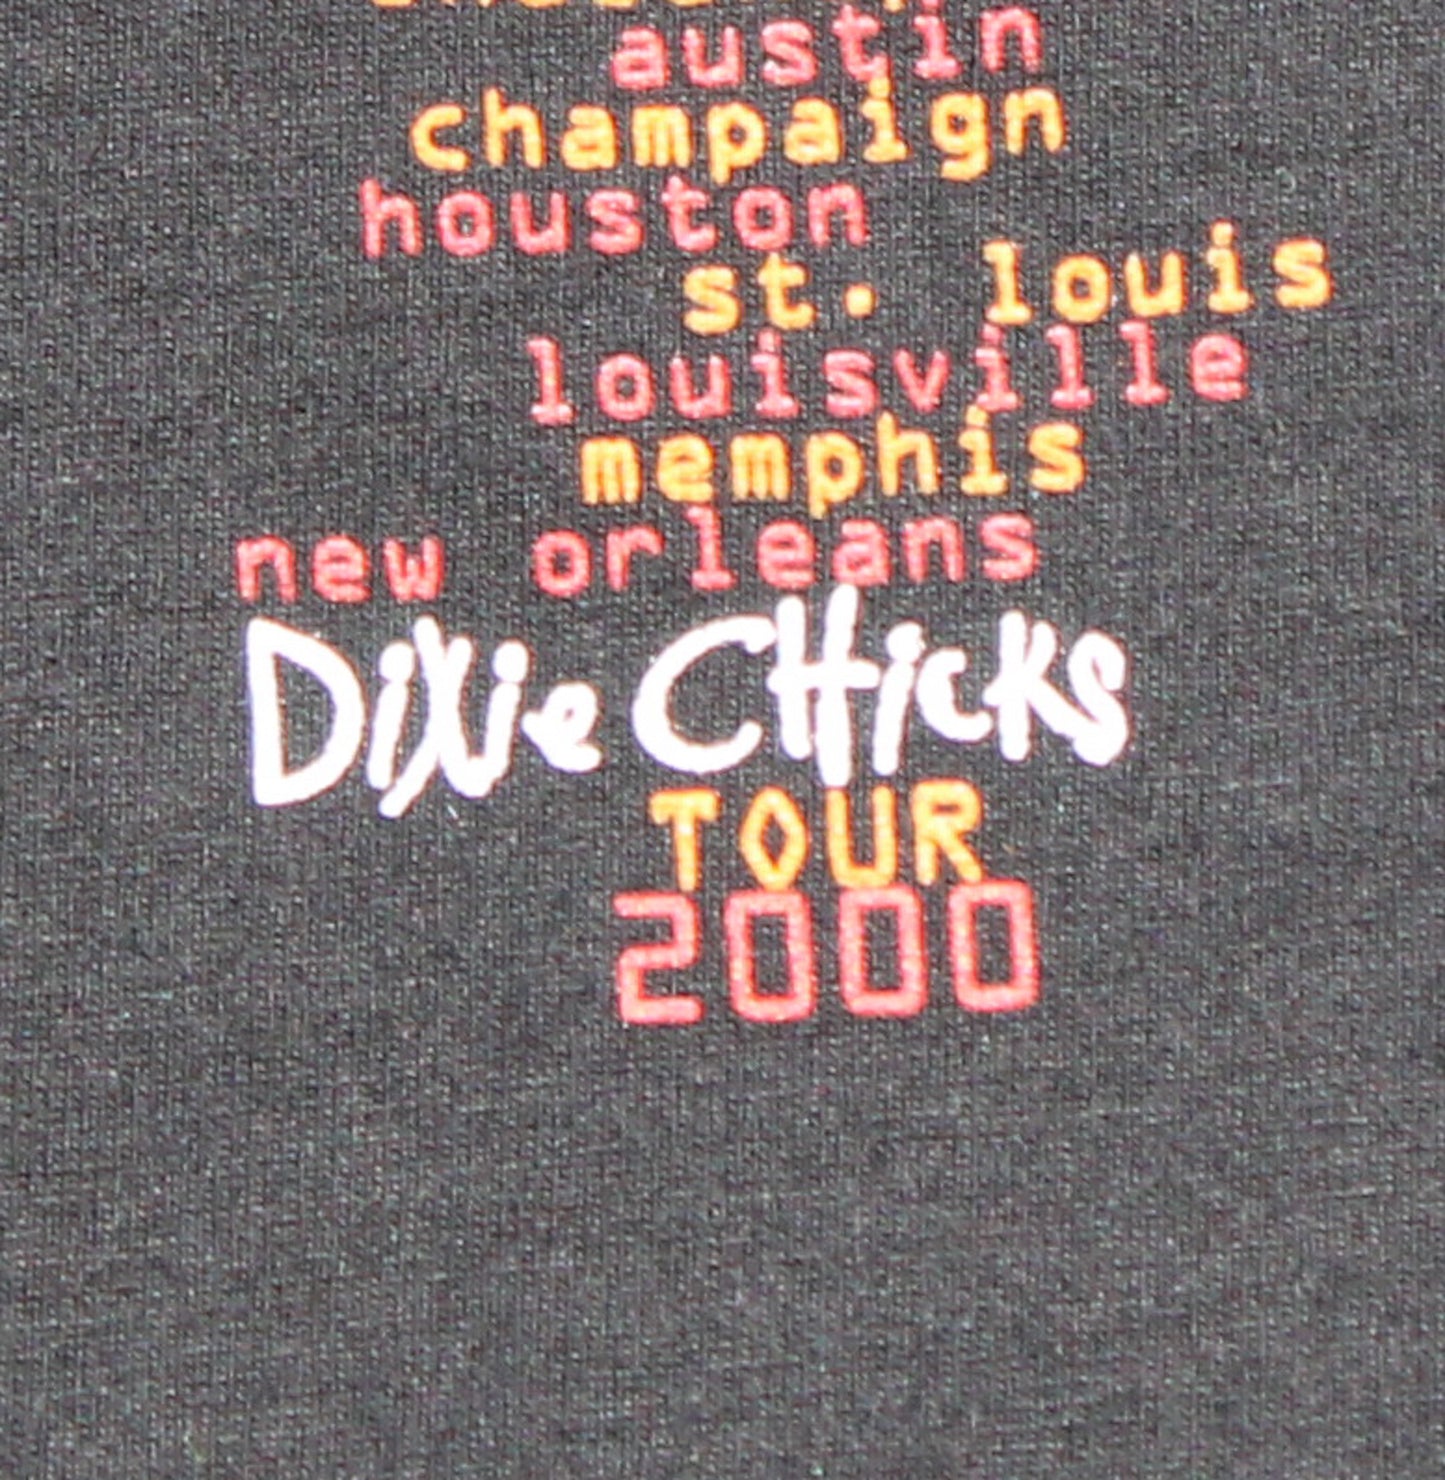 austin
champaign
houston
st. louis
louisville
memphis
new orleans
Dixie CHicks
TOUR
2000